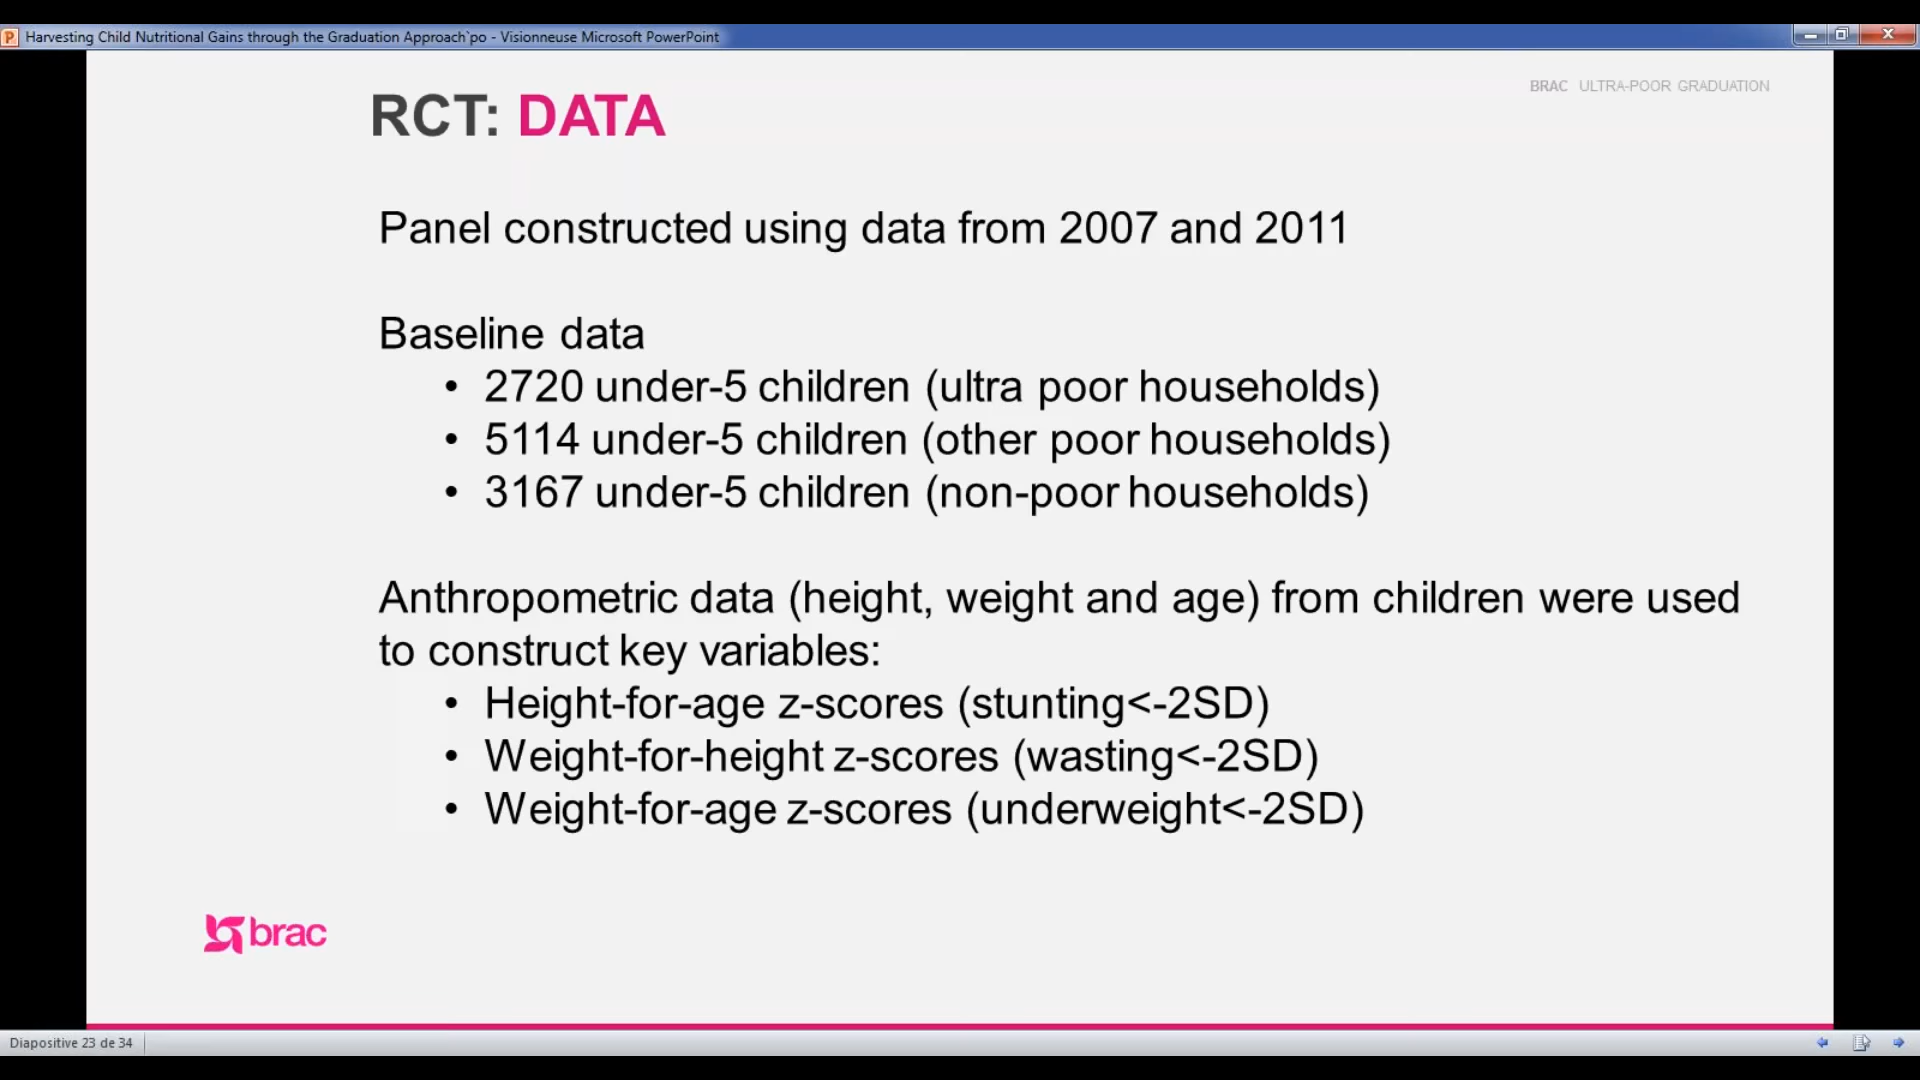 Harvesting Child Nutritional Gains through the Graduation Approach`po - Visionneuse Microsoft PowerPoint
BRAC ULTRA-POOR GRADUATION
RCT: DATA
Panel constructed using data from 2007 and 2011
Baseline data
• 2720 under-5 children (ultra poor households)
• 5114 under-5 children (other poor households)
• 3167 under-5 children (non-poor households)
Anthropometric data (height, weight and age) from children were used
to construct key variables:
• Height-for-age z-scores (stunting<-2SD)
• Weight-for-height z-scores (wasting<-2SD)
• Weight-for-age z-scores (underweight<-2SD)
brac
Diapositive 23 de 34